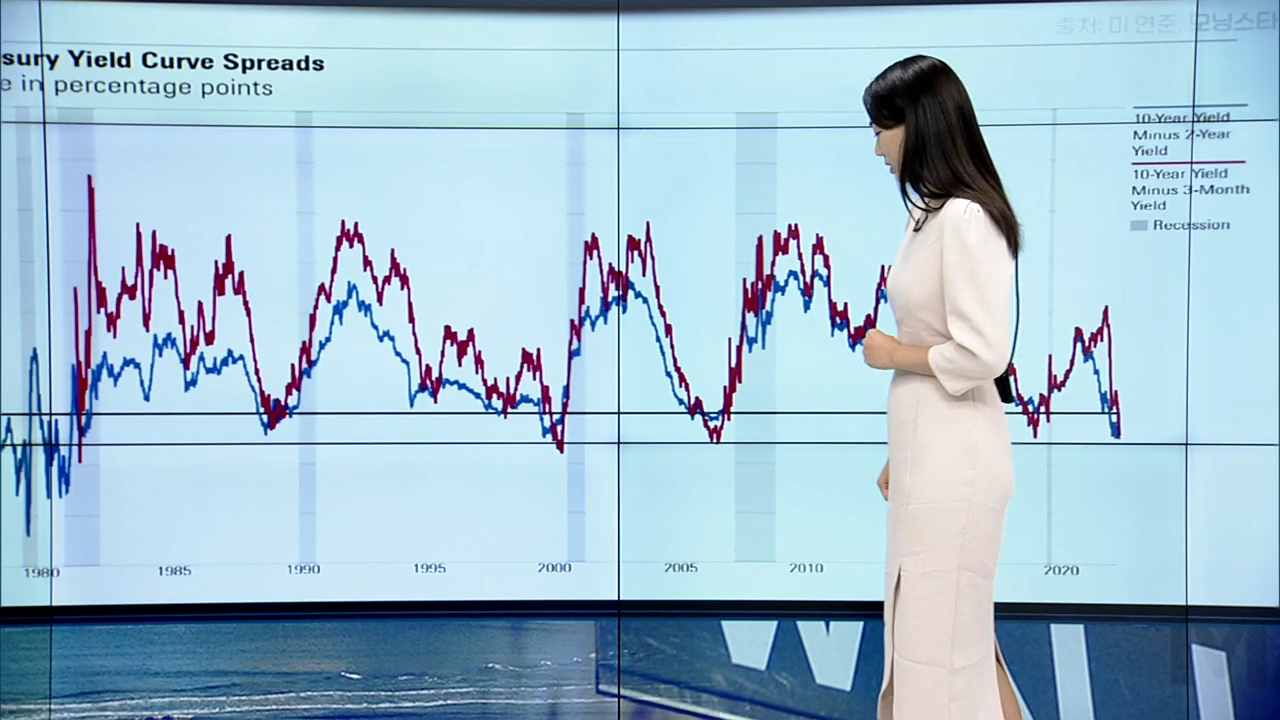 출처: 미 연준, 모닝스타
sury Yield Curve Spreads
e in percentage points
10-Year Yield
Minus 2-Year
Yield
10-Year Yield
Minus 3-Month
Yield
Recession
1980 1985 1990 1995 2000 2005 2010 2020